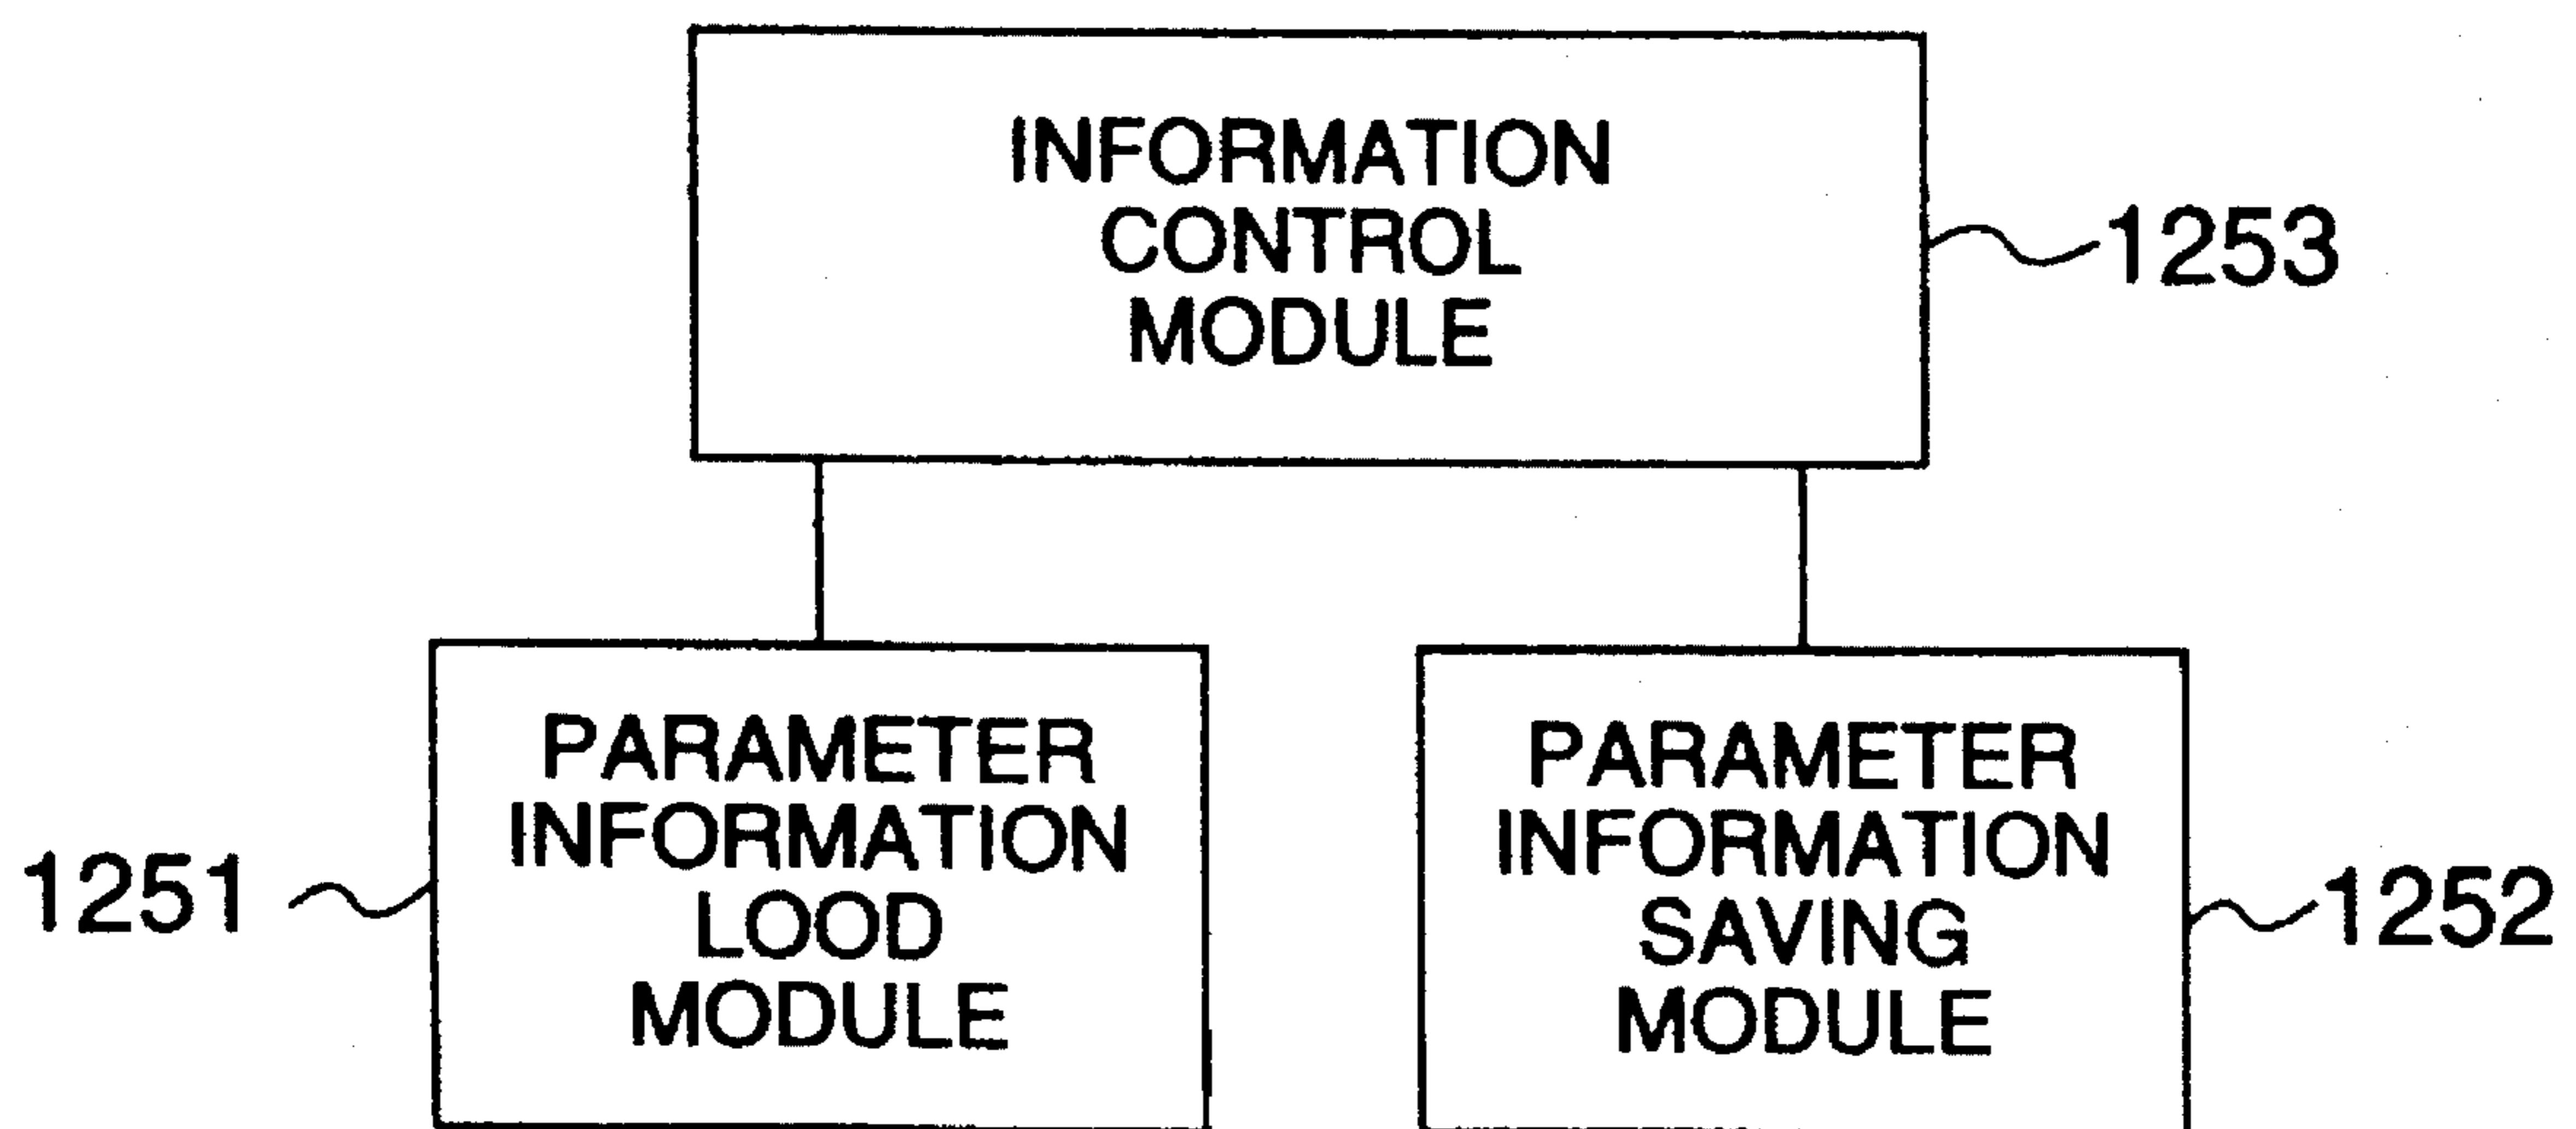 INFORMATION
CONTROL
MODULE
1253
PARAMETER
INFORMATION
LOOD
MODULE
1251
PARAMETER
INFORMATION
SAVING
MODULE
1252